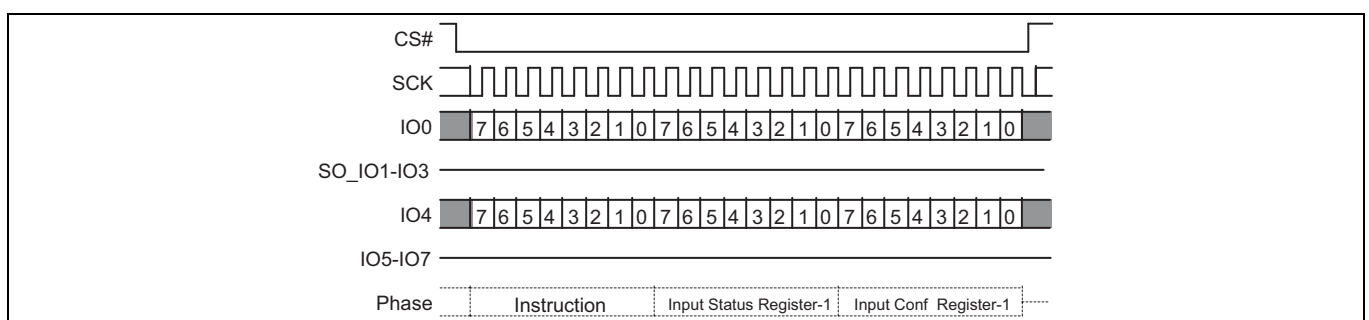 CS#
SCK
IO0 7 6 5 4 3 2 1 0 7 6 5 4 3 2 1 0 7 6 5 4 3 2 1 0
SO_IO1-IO3
IO4 7 6 5 4 3 2 1 0 7 6 5 4 3 2 1 0 7 6 5 4 3 2 1 0
IO5-IO7
Phase Instruction Input Status Register-1 Input Conf Register-1